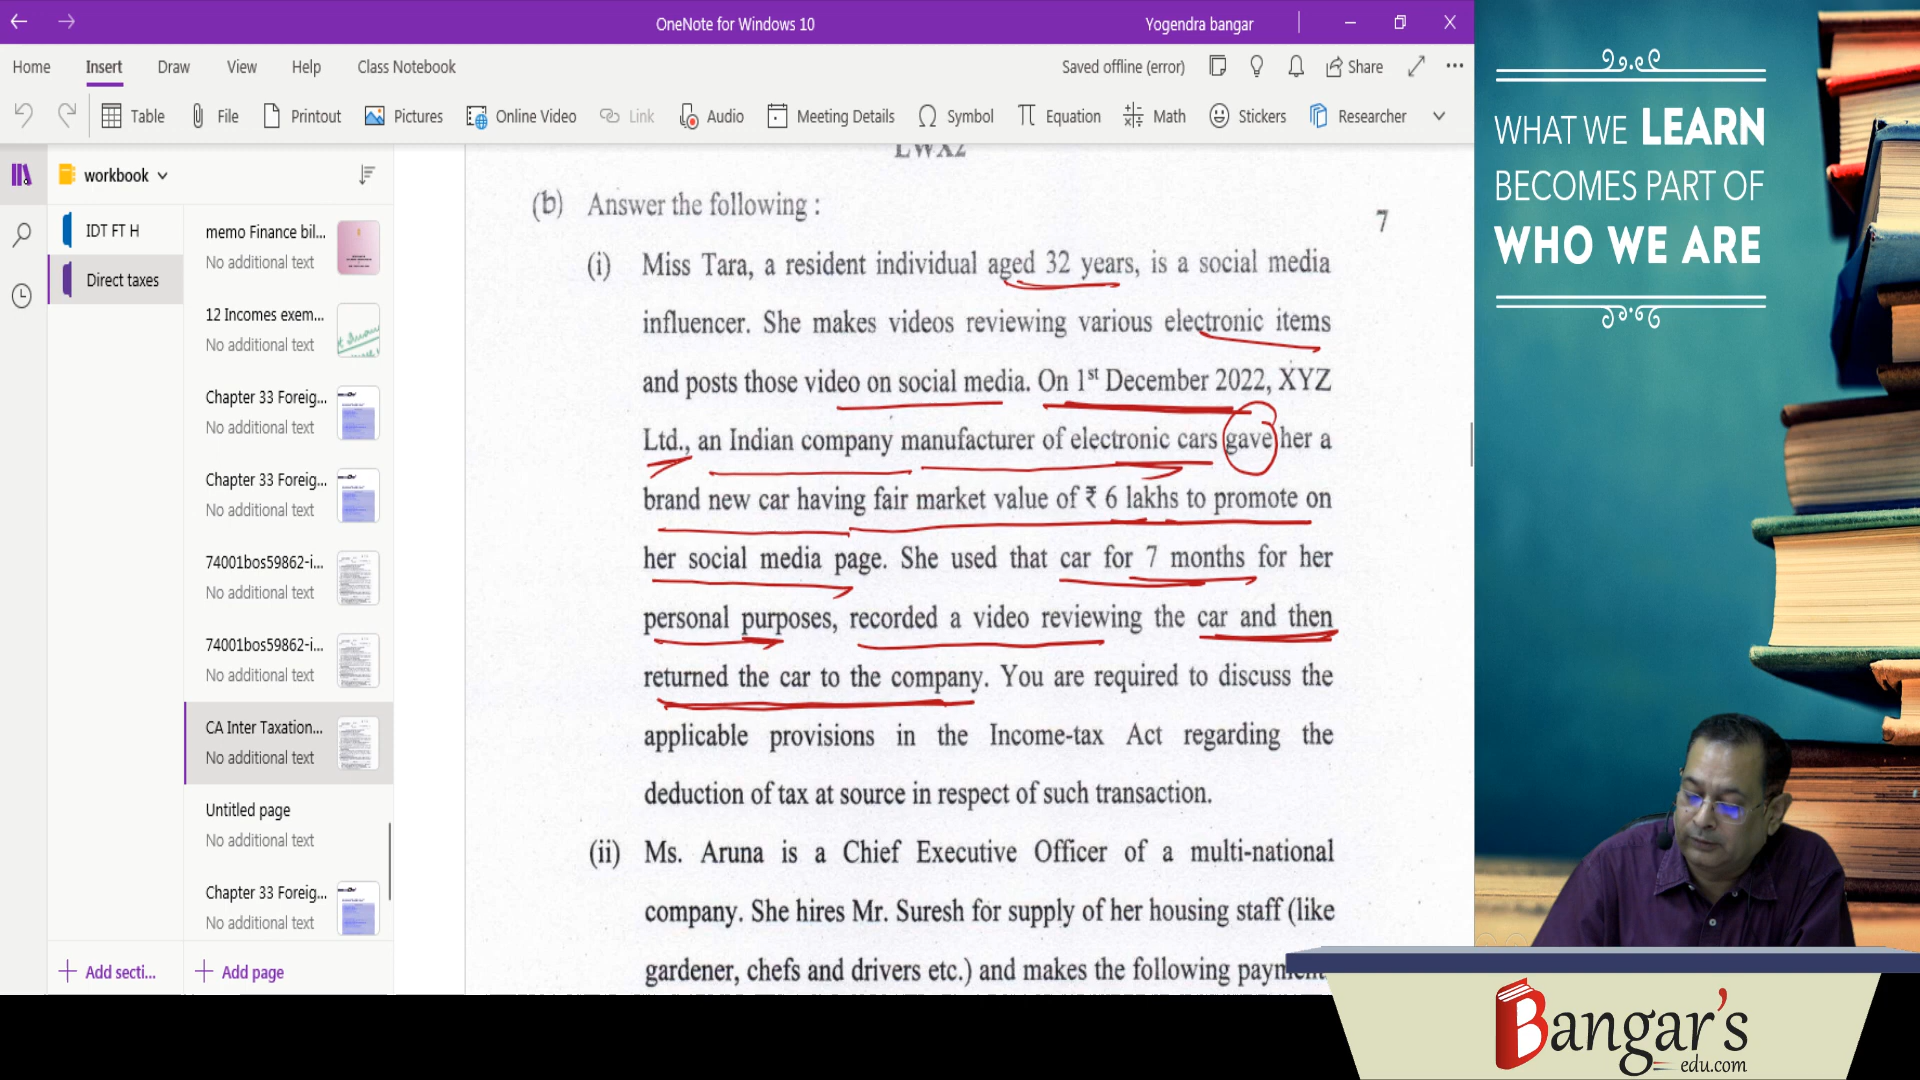 OneNote for Windows 10
Yogendra bangar
Home Insert Draw View Help Class Notebook
Saved offline (error) Share
Table File Printout Pictures Online Video Link Audio Meeting Details Symbol Equation Math Stickers Researcher
workbook
IDT FT H
Direct taxes
memo Finance bil...
No additional text
12 Incomes exem...
No additional text
Chapter 33 Foreig...
No additional text
Chapter 33 Foreig...
No additional text
74001bos59862-i...
No additional text
74001bos59862-i...
No additional text
CA Inter Taxation...
No additional text
Untitled page
No additional text
Chapter 33 Foreig...
No additional text
Add secti...
Add page
(b) Answer the following :
7
(i) Miss Tara, a resident individual aged 32 years, is a social media
influencer. She makes videos reviewing various electronic items
and posts those video on social media. On 1st December 2022, XYZ
Ltd., an Indian company manufacturer of electronic cars gave her a
brand new car having fair market value of ₹ 6 lakhs to promote on
her social media page. She used that car for 7 months for her
personal purposes, recorded a video reviewing the car and then
returned the car to the company. You are required to discuss the
applicable provisions in the Income-tax Act regarding the
deduction of tax at source in respect of such transaction.
(ii) Ms. Aruna is a Chief Executive Officer of a multi-national
company. She hires Mr. Suresh for supply of her housing staff (like
gardener, chefs and drivers etc.) and makes the following
WHAT WE LEARN
BECOMES PART OF
WHO WE ARE
Bangar's
edu.com